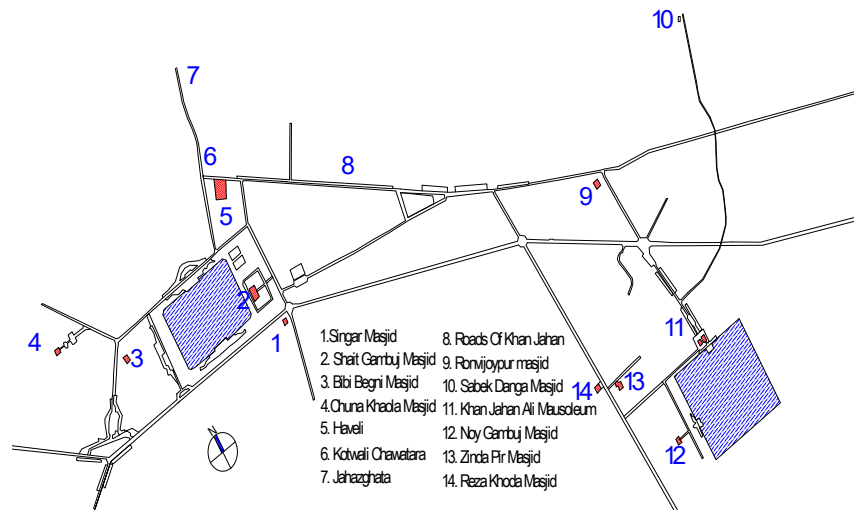 10
7
6
8
9
5
2
4
3
1
11
14
13
12
N
1.Singar Masjid
2. Shait Gambuj Masjid
3. Bibi Begni Masjid
4.Chuna Khaola Masjid
5. Haveli
6. Kotwali Chawatara
7. Jahazghata
8. Roads Of Khan Jahan
9. Ronvijoypur masjid
10. Sabek Danga Masjid
11. Khan Jahan Ali Mausoleum
12. Noy Gambuj Masjid
13. Zinda Pir Masjid
14. Reza Khoda Masjid